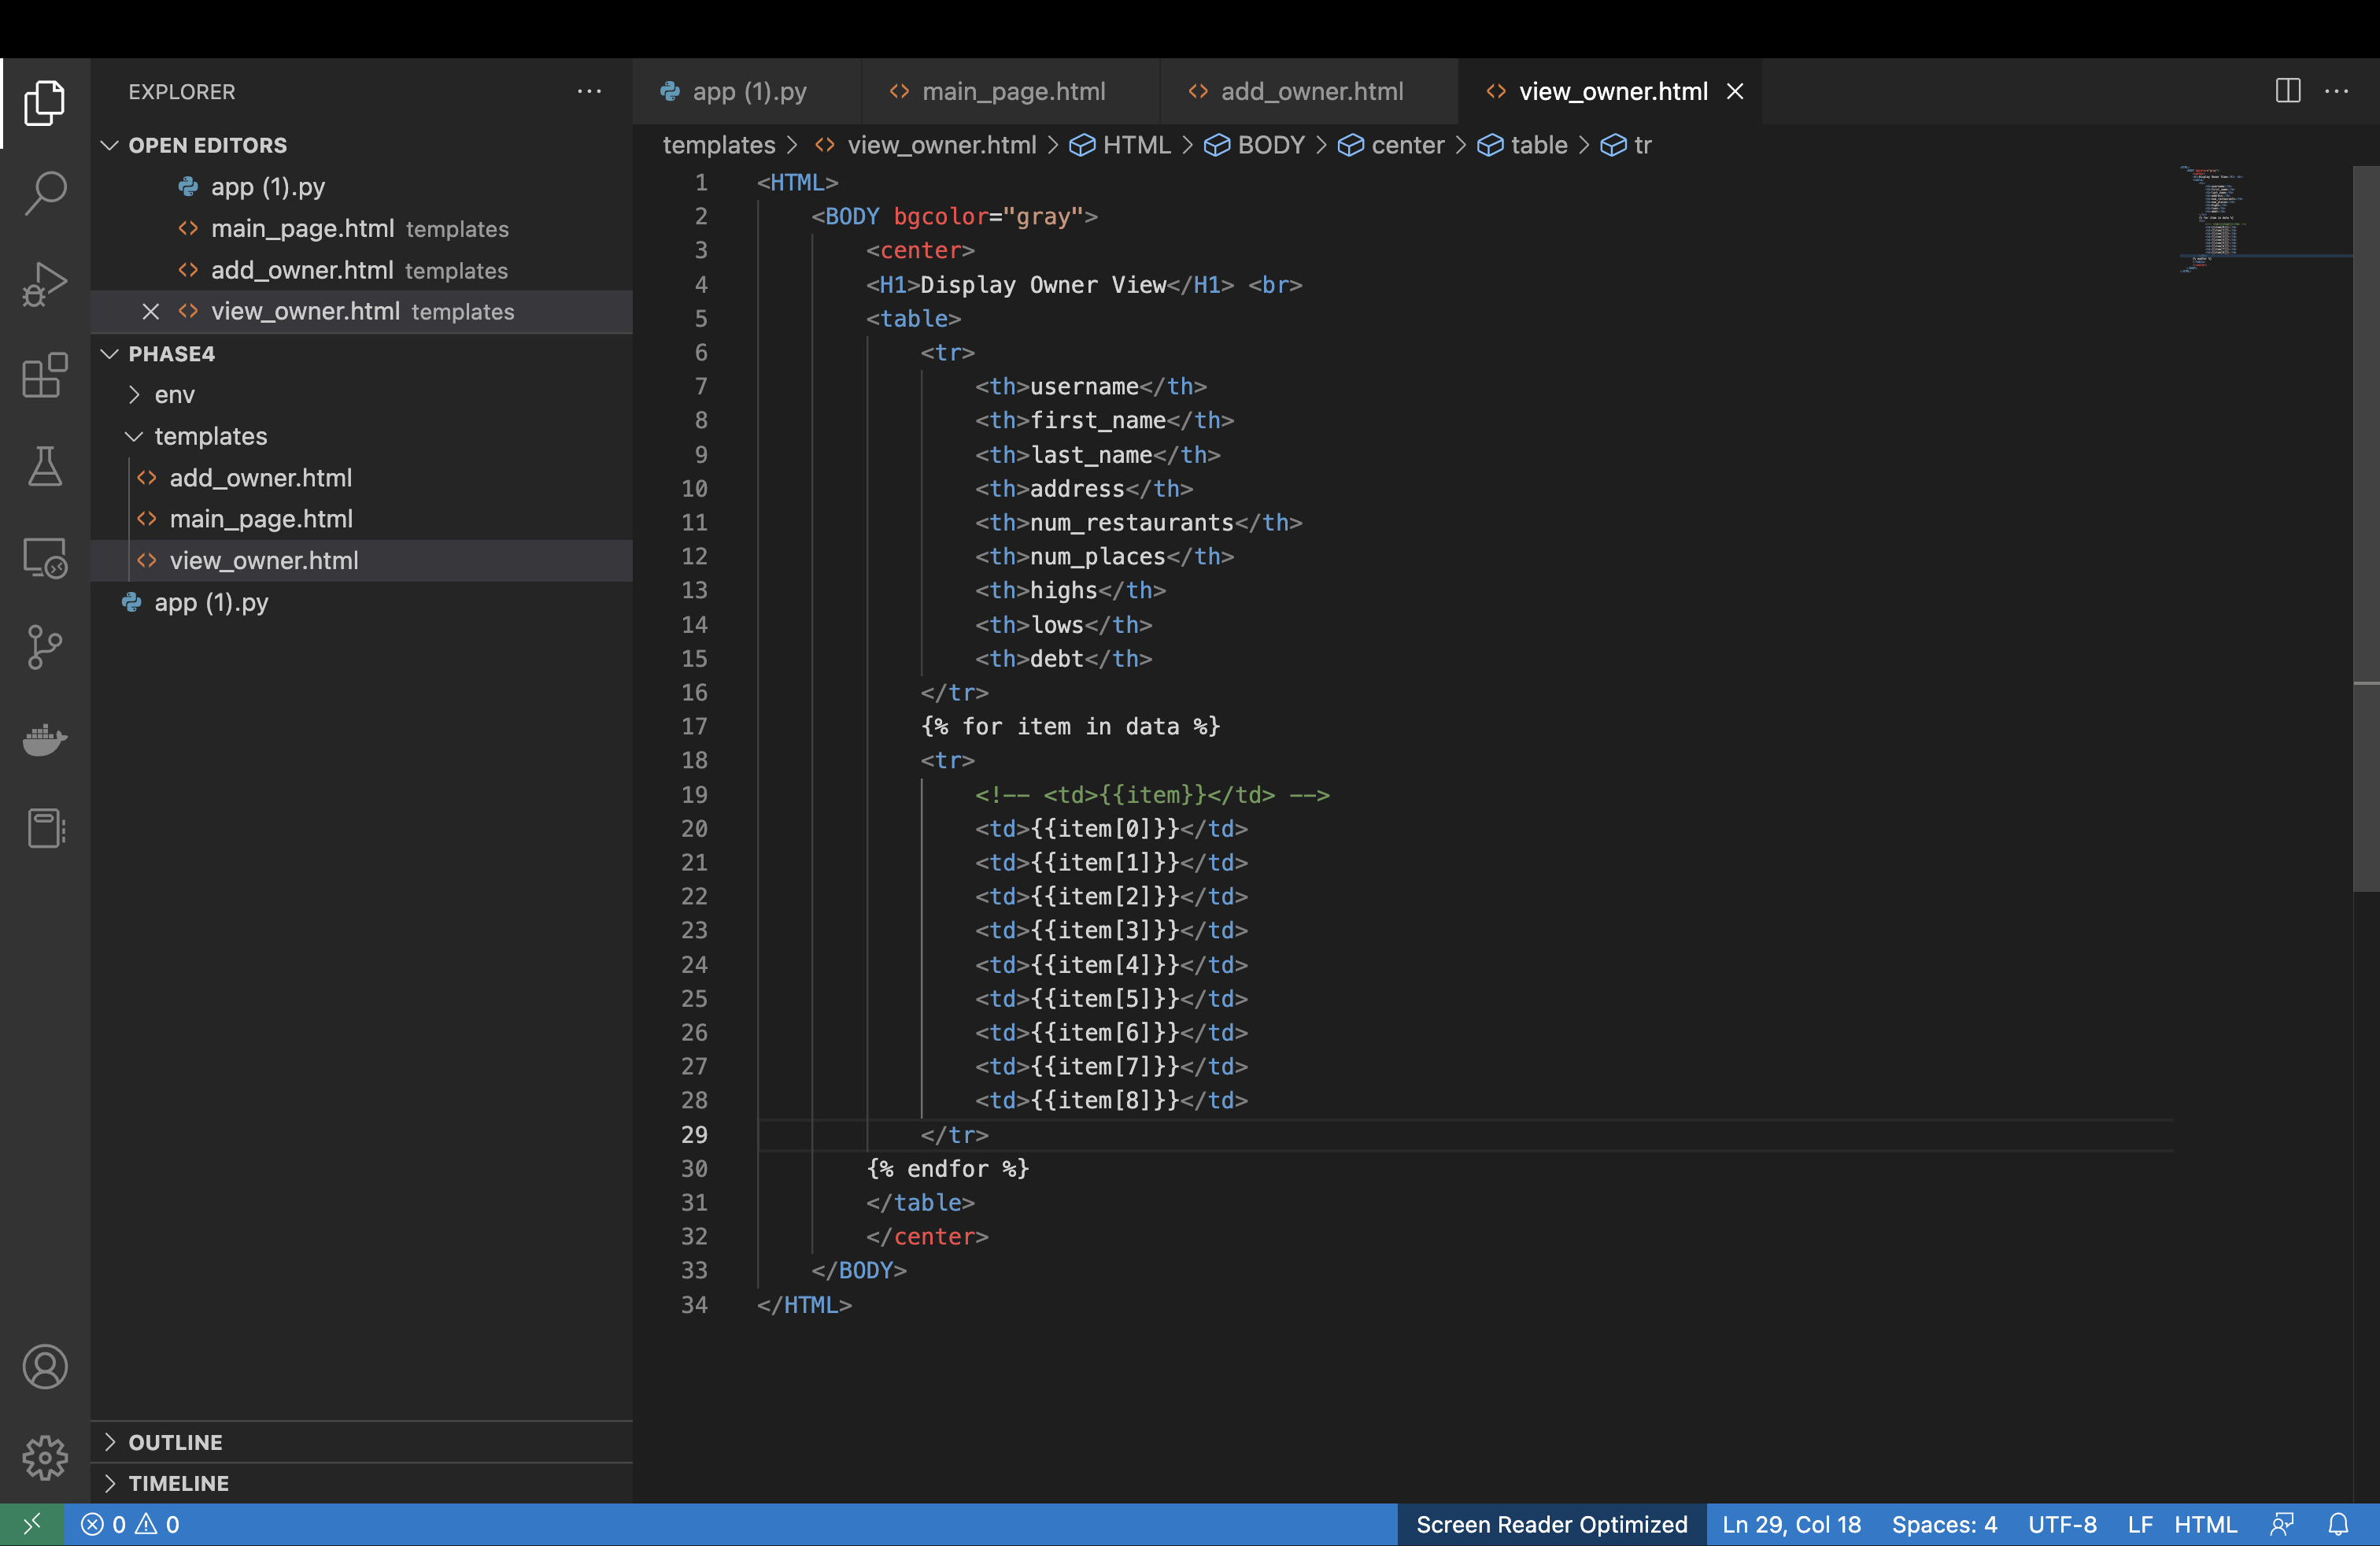 EXPLORER
OPEN EDITORS
app (1).py
main_page.html templates
add_owner.html templates
view_owner.html templates
PHASE4
env
templates
add_owner.html
main_page.html
view_owner.html
app (1).py
OUTLINE
TIMELINE
app (1).py main_page.html add_owner.html view_owner.html
templates > view_owner.html > HTML > BODY > center > table > tr
1 <HTML>
2 <BODY bgcolor="gray">
3 <center>
4 <H1>Display Owner View</H1> <br>
5 <table>
6 <tr>
7 <th>username</th>
8 <th>first_name</th>
9 <th>last_name</th>
10 <th>address</th>
11 <th>num_restaurants</th>
12 <th>num_places</th>
13 <th>highs</th>
14 <th>lows</th>
15 <th>debt</th>
16 </tr>
17 {% for item in data %}
18 <tr>
19 <!-- <td>{{item}}</td> -->
20 <td>{{item[0]}}</td>
21 <td>{{item[1]}}</td>
22 <td>{{item[2]}}</td>
23 <td>{{item[3]}}</td>
24 <td>{{item[4]}}</td>
25 <td>{{item[5]}}</td>
26 <td>{{item[6]}}</td>
27 <td>{{item[7]}}</td>
28 <td>{{item[8]}}</td>
29 </tr>
30 {% endfor %}
31 </table>
32 </center>
33 </BODY>
34 </HTML>
0 0 Screen Reader Optimized Ln 29, Col 18 Spaces: 4 UTF-8 LF HTML